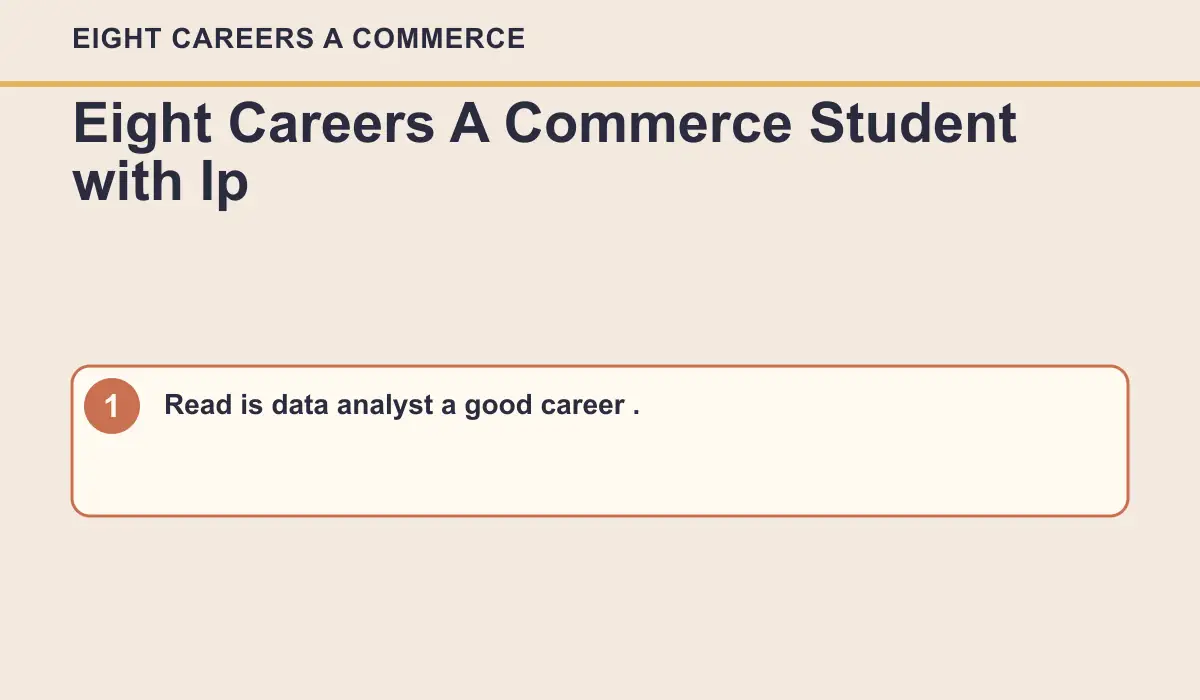 EIGHT CAREERS A COMMERCE
Eight Careers A Commerce Student
with Ip
1
Read is data analyst a good career .